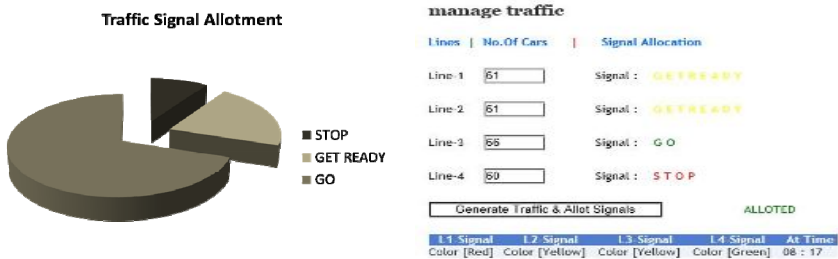 Traffic Signal Allotment
STOP
GET READY
GO
manage traffic
Lines | No.Of Cars | Signal Allocation
Line-1 61 Signal : G E T R E A D Y
Line-2 61 Signal : G E T R E A D Y
Line-3 66 Signal : G O
Line-4 60 Signal : S T O P
Generate Traffic & Allot Signals ALLOTED
L1-Signal L2-Signal L3-Signal L4-Signal At Time
Color [Red] Color [Yellow] Color [Yellow] Color [Green] 08 : 17